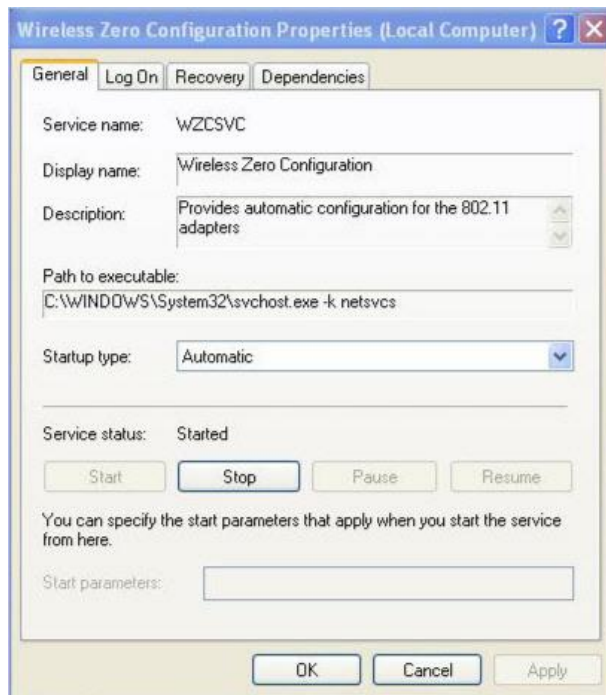 Wireless Zero Configuration Properties (Local Computer)
General Log On Recovery Dependencies
Service name: WZCSVC
Display name: Wireless Zero Configuration
Description: Provides automatic configuration for the 802.11
adapters
Path to executable:
C:\WINDOWS\System32\svchost.exe -k netsvcs
Startup type: Automatic
Service status: Started
Start Stop Pause Resume
You can specify the start parameters that apply when you start the service
from here.
Start parameters:
OK Cancel Apply